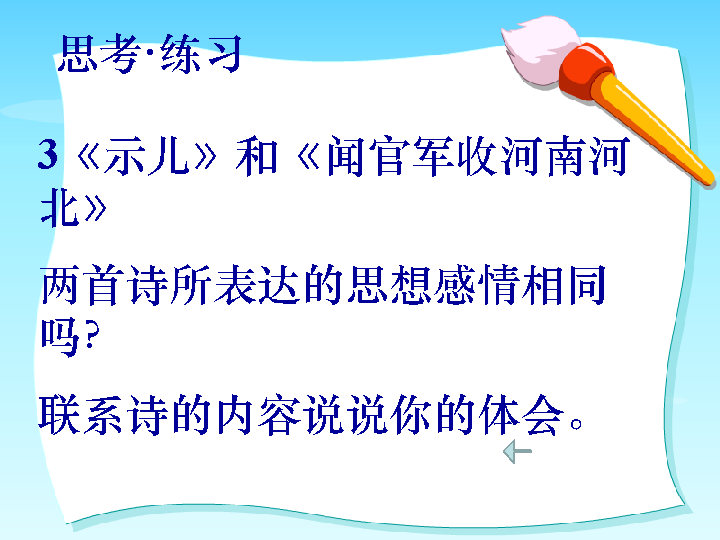 思考·练习
3《示儿》和《闻官军收河南河
北》
两首诗所表达的思想感情相同
吗?
联系诗的内容说说你的体会。